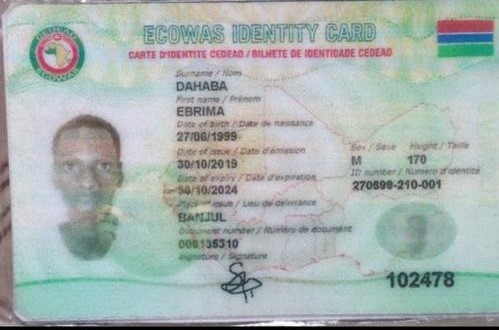 ECOWAS IDENTITY CARD
CARTE D'IDENTITE CEDEAO / BILHETE DE IDENTIDADE CEDEAO
Surname / Nom
DAHABA
First name / Prénom
EBRIMA
Date of birth / Date de naissance
27/06/1999
Date of issue / Date d'émission
30/10/2019
Sex / Sexe Height / Taille
M 170
Date of expiry / Date d'expiration
/10/2024
ID number / Numéro d'identité
270699-210-001
Place of issue / Lieu de délivrance
BANJUL
Document number / Numéro de document
006135310
Signature / Signature
102478